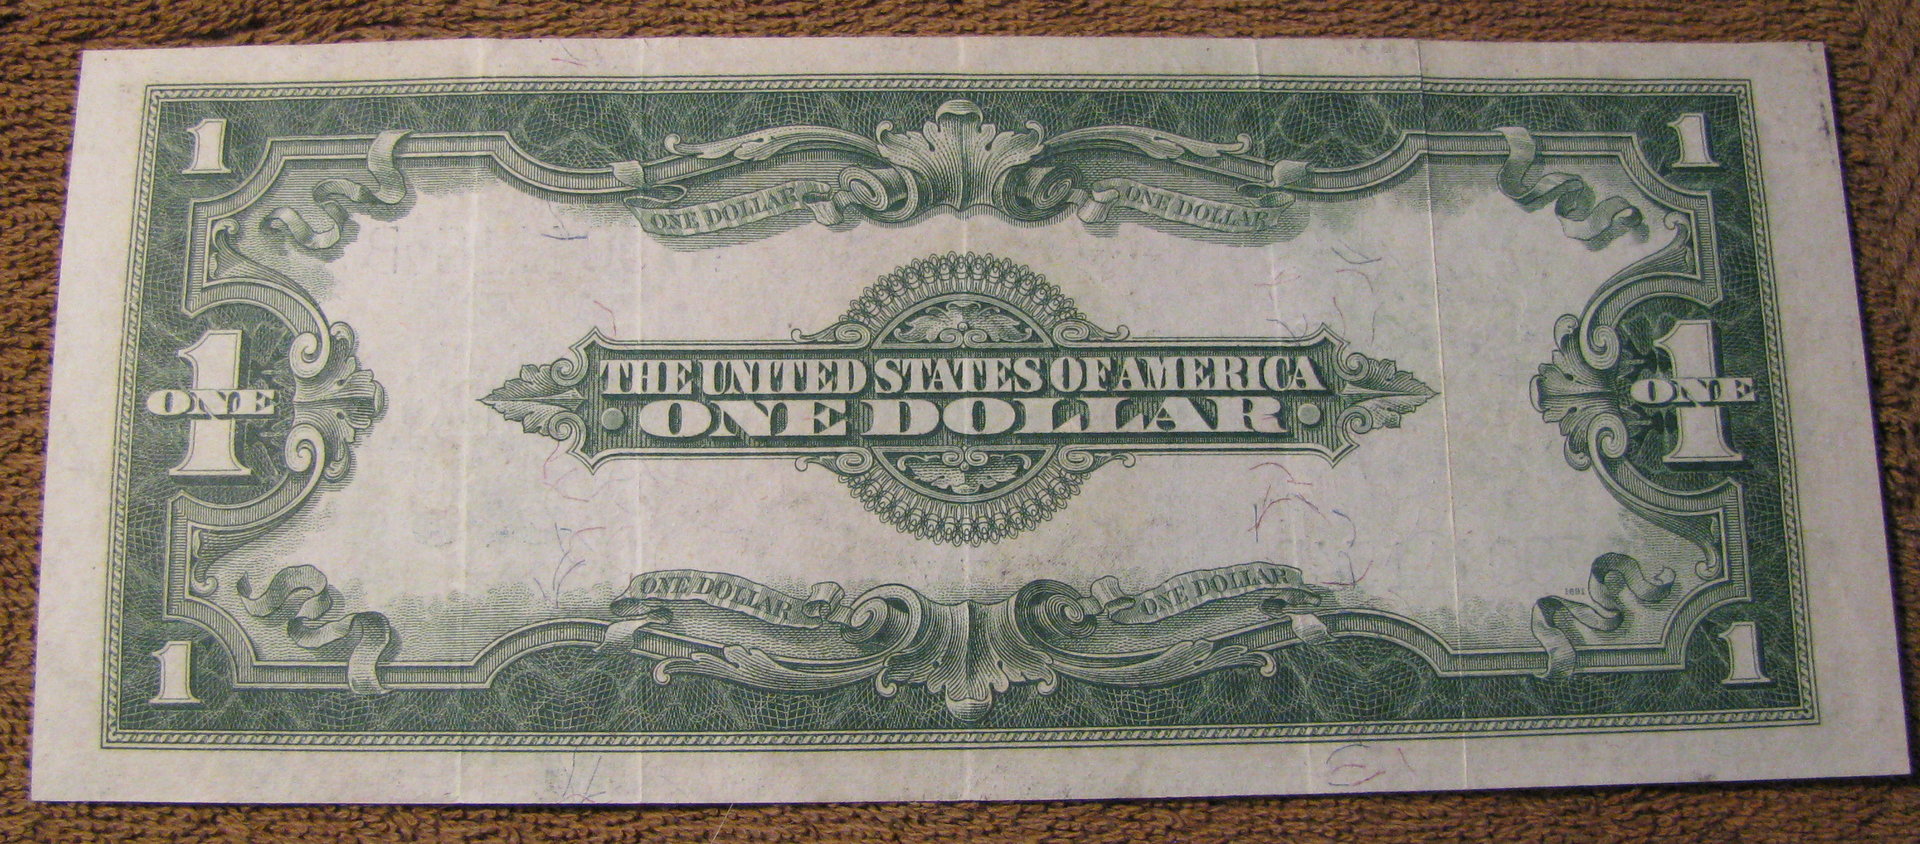 1 1
ONE DOLLAR ONE DOLLAR
THE UNITED STATES OF AMERICA
1 ONE ONE DOLLAR 1 ONE
ONE DOLLAR ONE DOLLAR
1 1